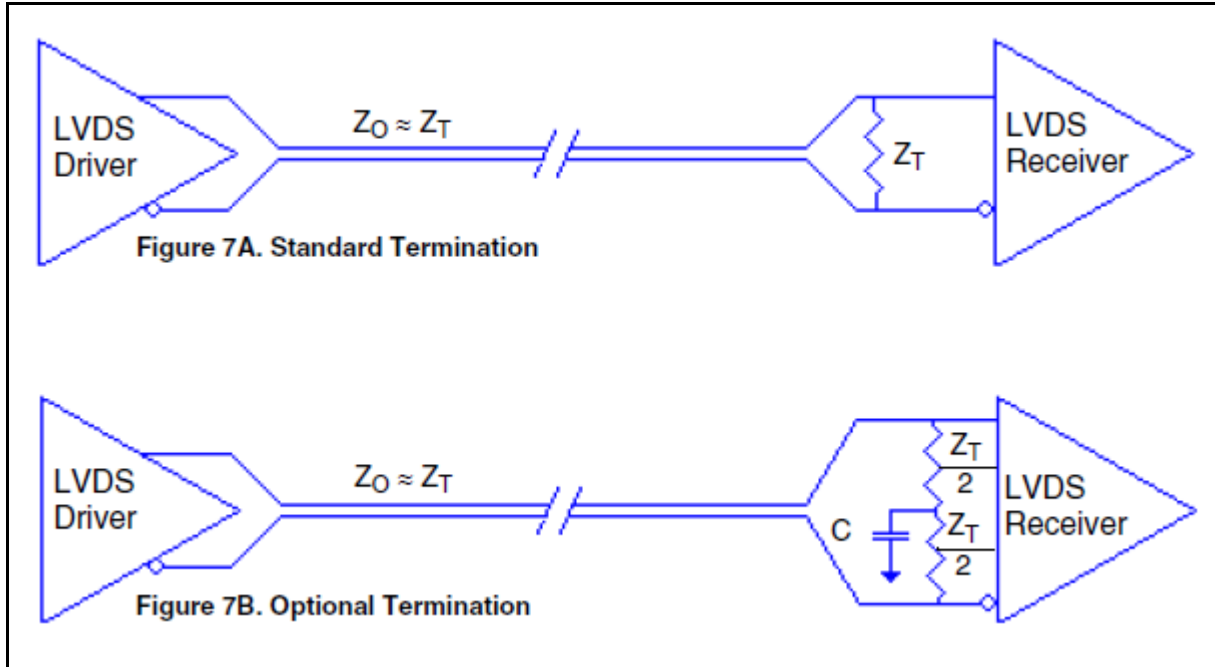 LVDS
Driver
Z_O ≈ Z_T
Z_T
LVDS
Receiver
Figure 7A. Standard Termination
LVDS
Driver
Z_O ≈ Z_T
C
Z_T
2
Z_T
2
LVDS
Receiver
Figure 7B. Optional Termination